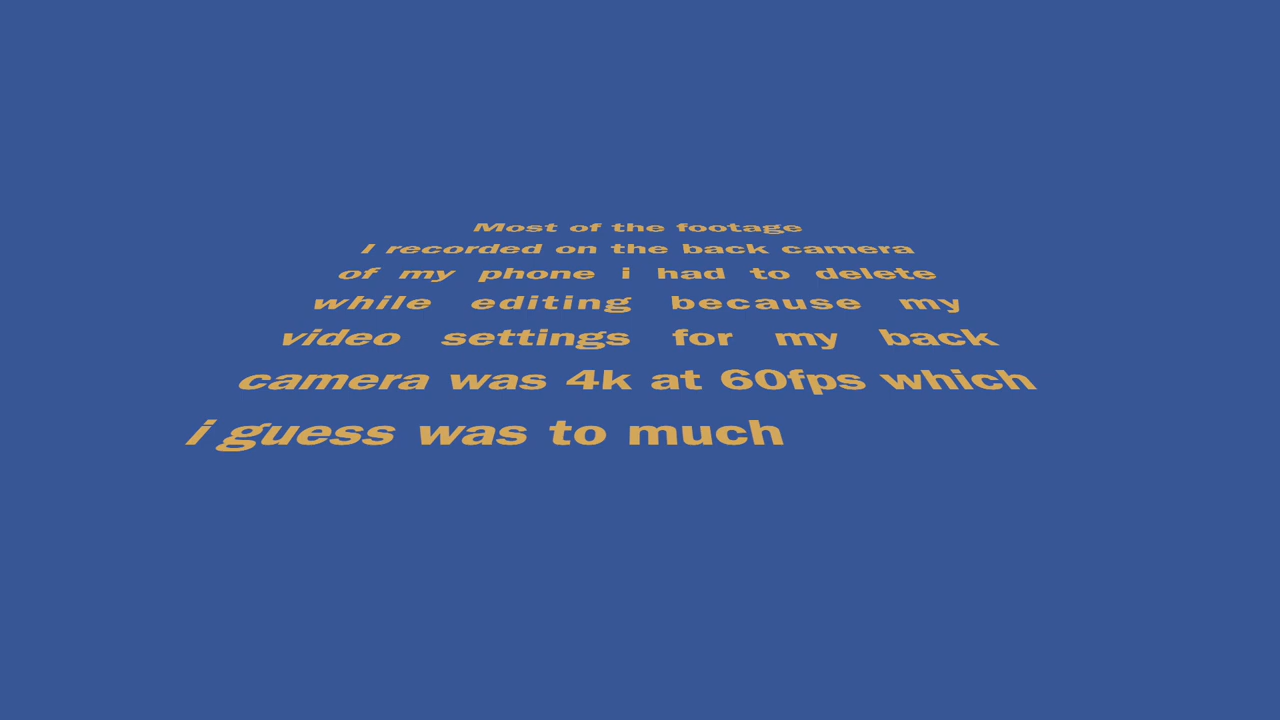 Most of the footage
I recorded on the back camera
of my phone i had to delete
while editing because my
video settings for my back
camera was 4k at 60fps which
i guess was to much